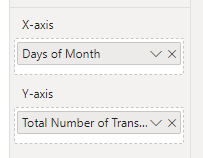 X-axis
Days of Month
Y-axis
Total Number of Trans...